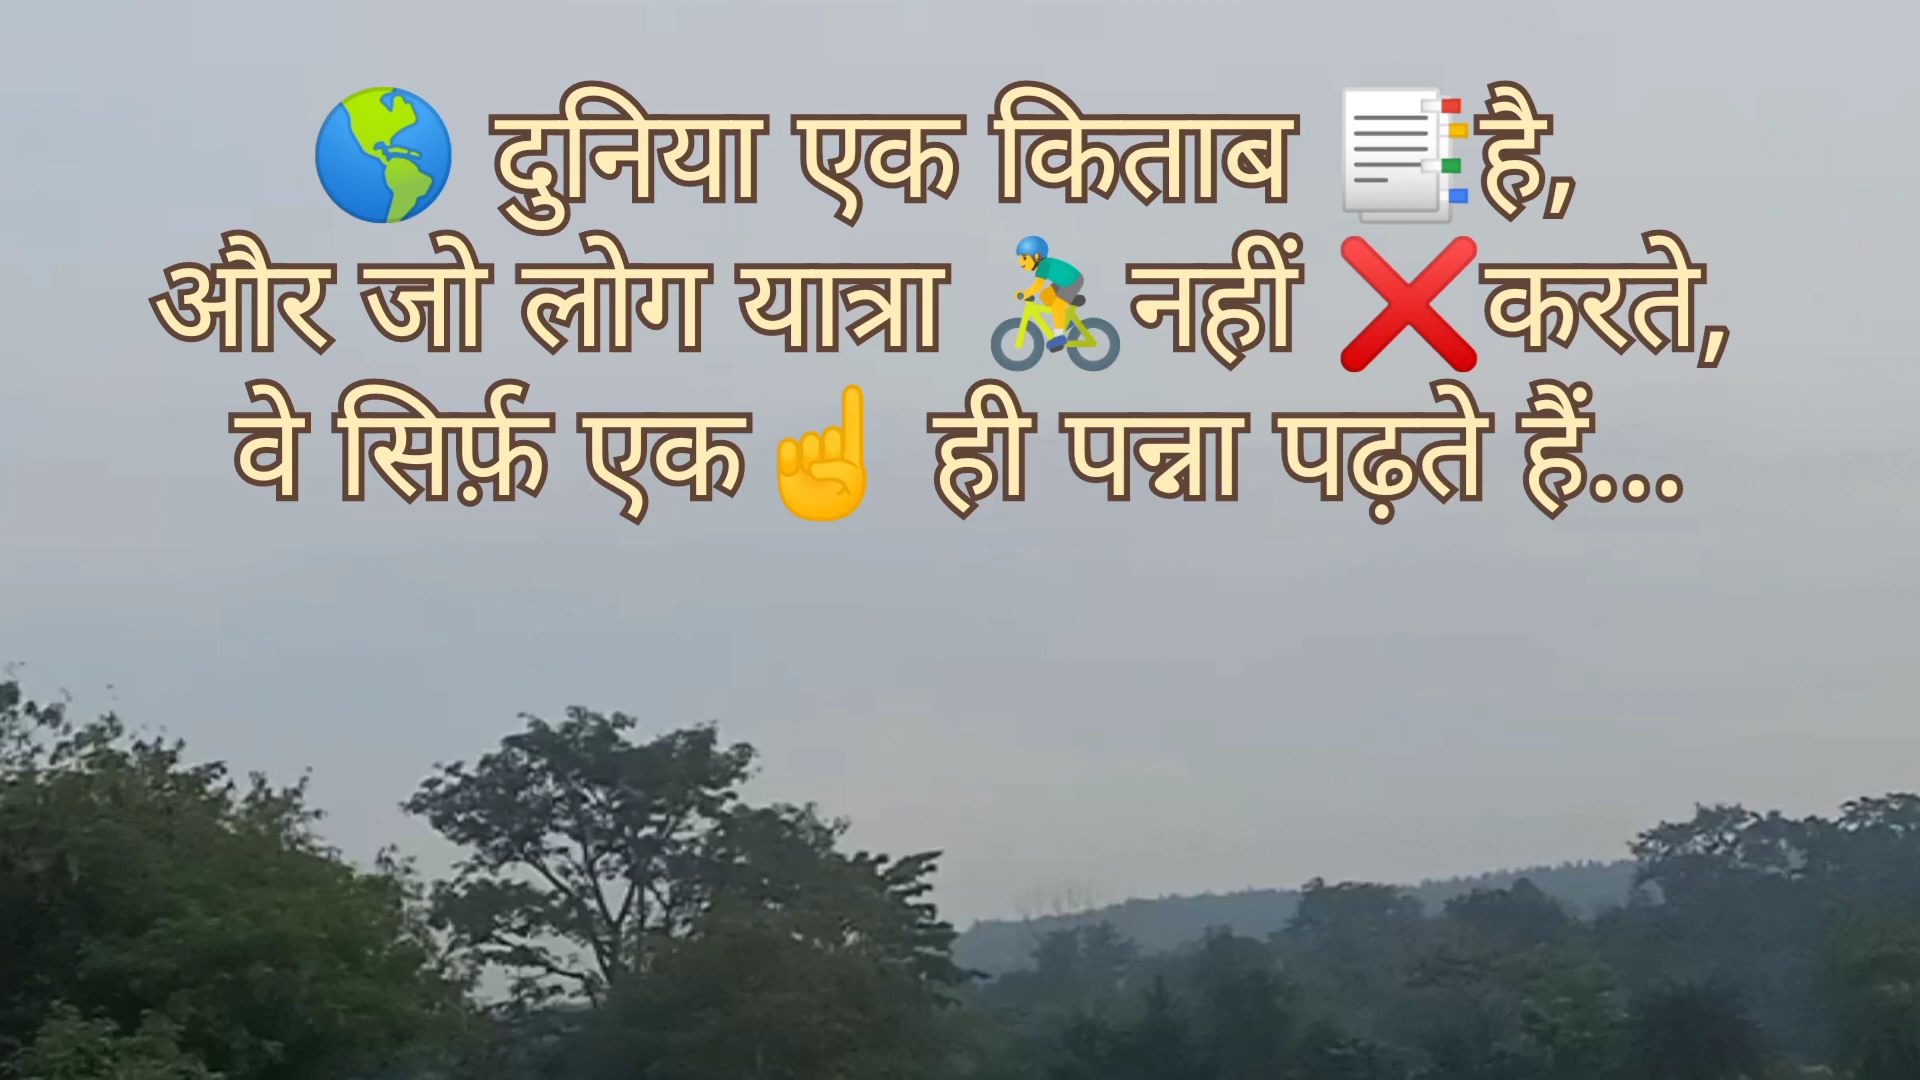 🌎 दुनिया एक किताब 📑है,
और जो लोग यात्रा 🚴‍♂️नहीं ❌करते,
वे सिर्फ़ एक☝️ ही पन्ना पढ़ते हैं...